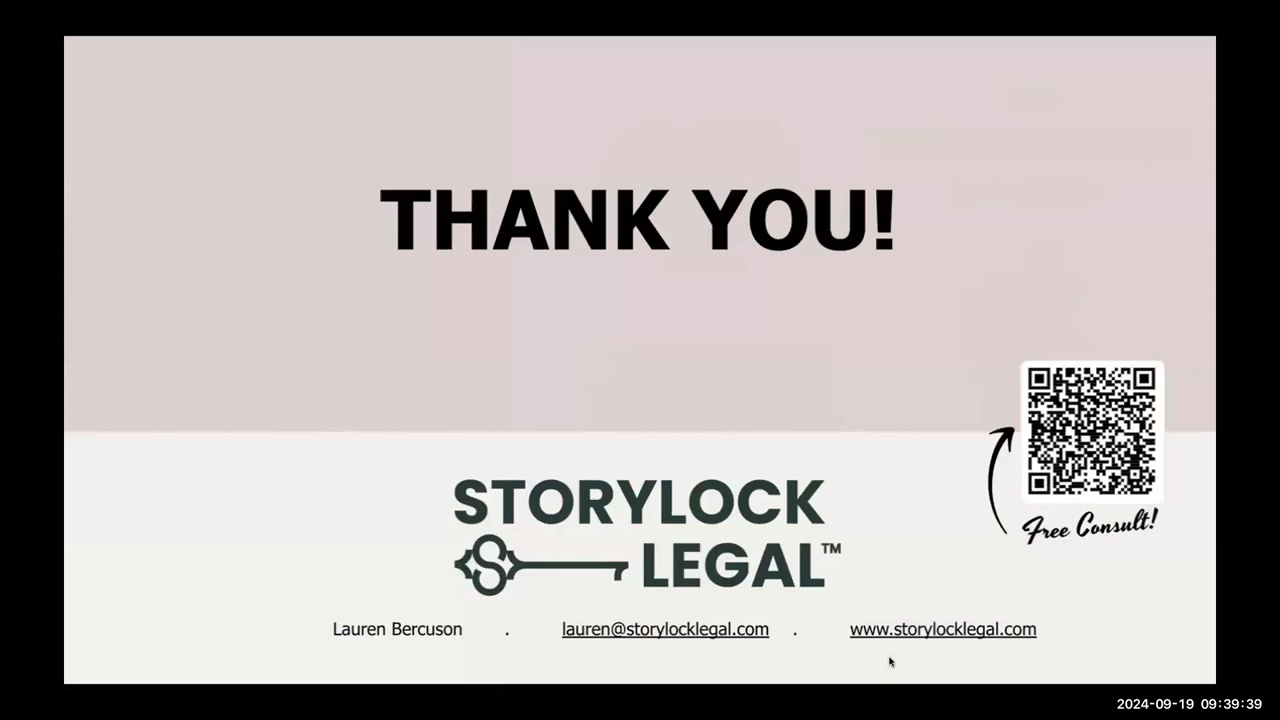 THANK YOU!
Free Consult!
STORYLOCK
LEGAL™
Lauren Bercuson . lauren@storylocklegal.com . www.storylocklegal.com
2024-09-19 09:39:39